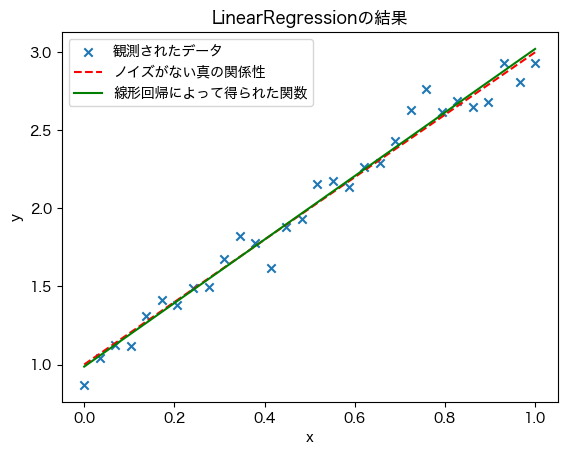 LinearRegressionの結果
観測されたデータ
ノイズがない真の関係性
線形回帰によって得られた関数
3.0
2.5
2.0
1.5
1.0
y
0.0 0.2 0.4 0.6 0.8 1.0
x